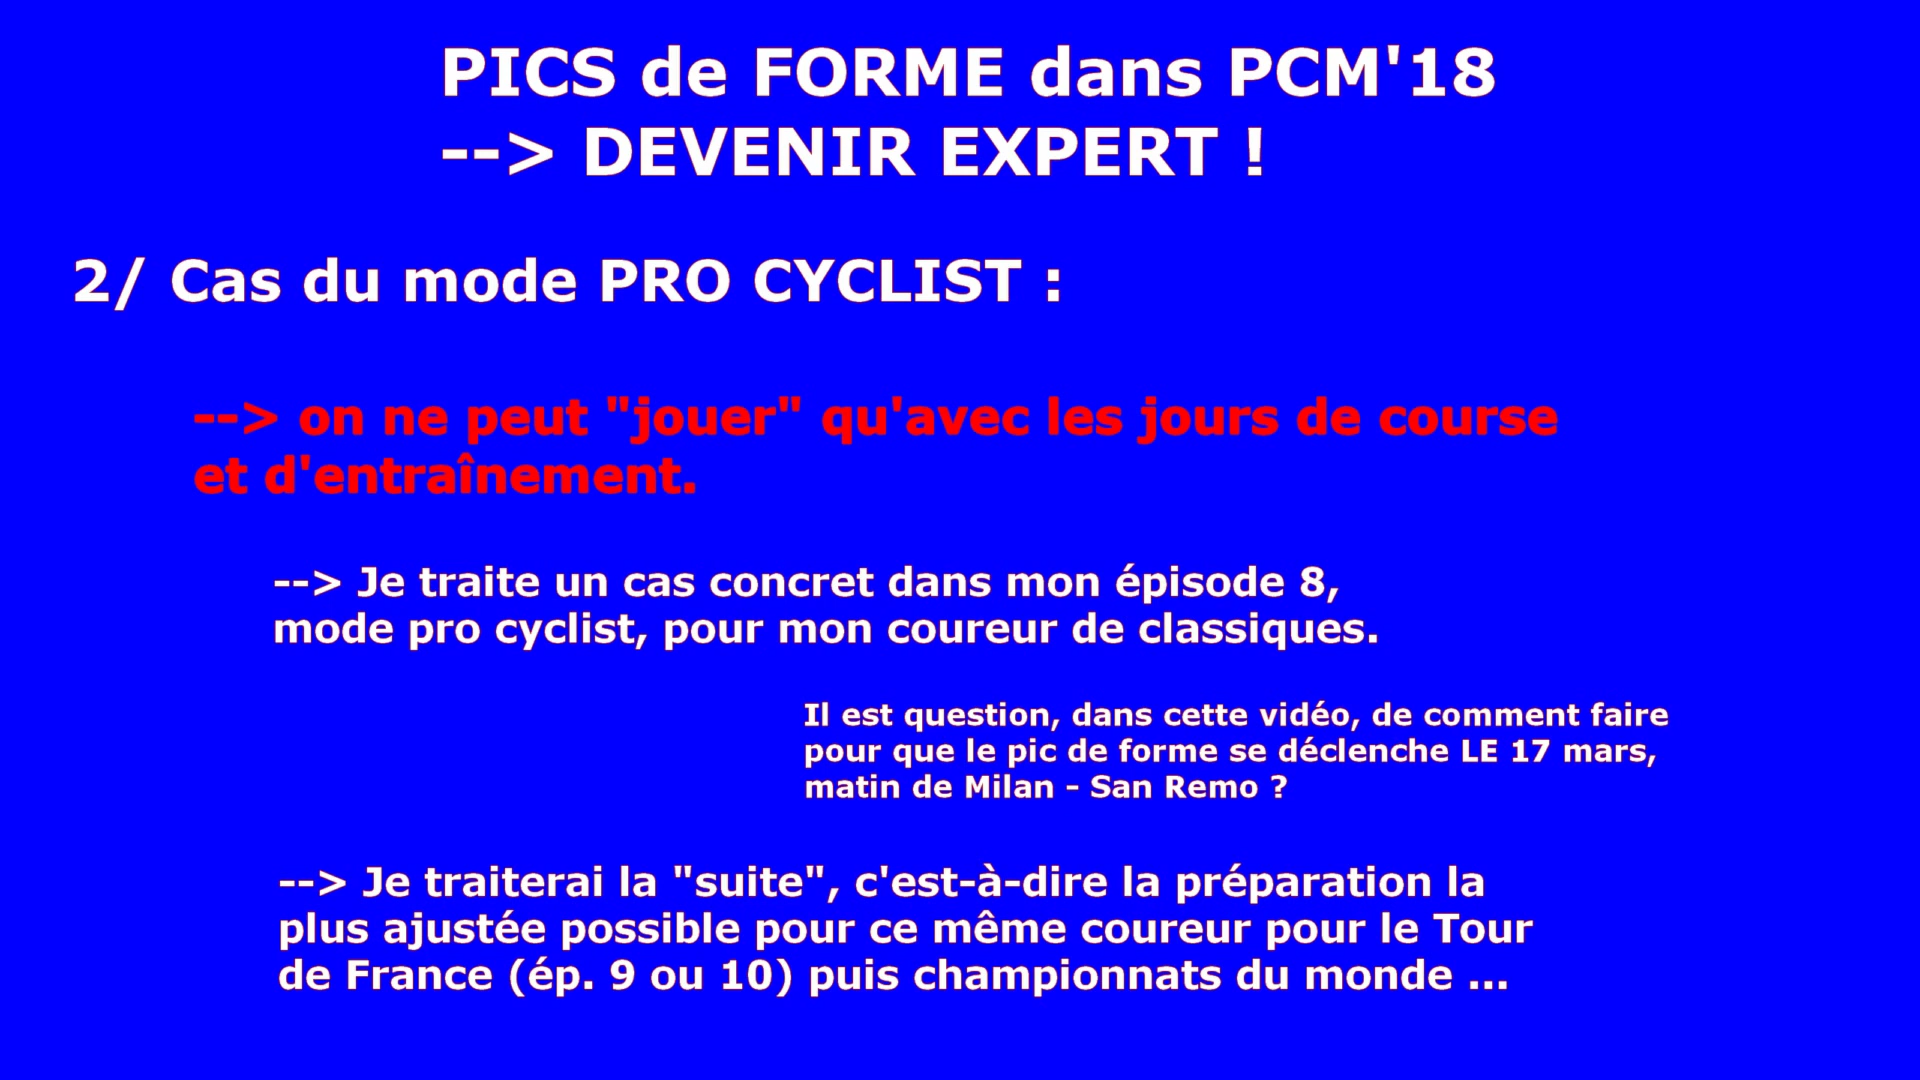 PICS de FORME dans PCM'18
--> DEVENIR EXPERT !
2/ Cas du mode PRO CYCLIST :
--> on ne peut "jouer" qu'avec les jours de course
et d'entraînement.
--> Je traite un cas concret dans mon épisode 8,
mode pro cyclist, pour mon coureur de classiques.
Il est question, dans cette vidéo, de comment faire
pour que le pic de forme se déclenche LE 17 mars,
matin de Milan - San Remo ?
--> Je traiterai la "suite", c'est-à-dire la préparation la
plus ajustée possible pour ce même coureur pour le Tour
de France (ép. 9 ou 10) puis championnats du monde ...